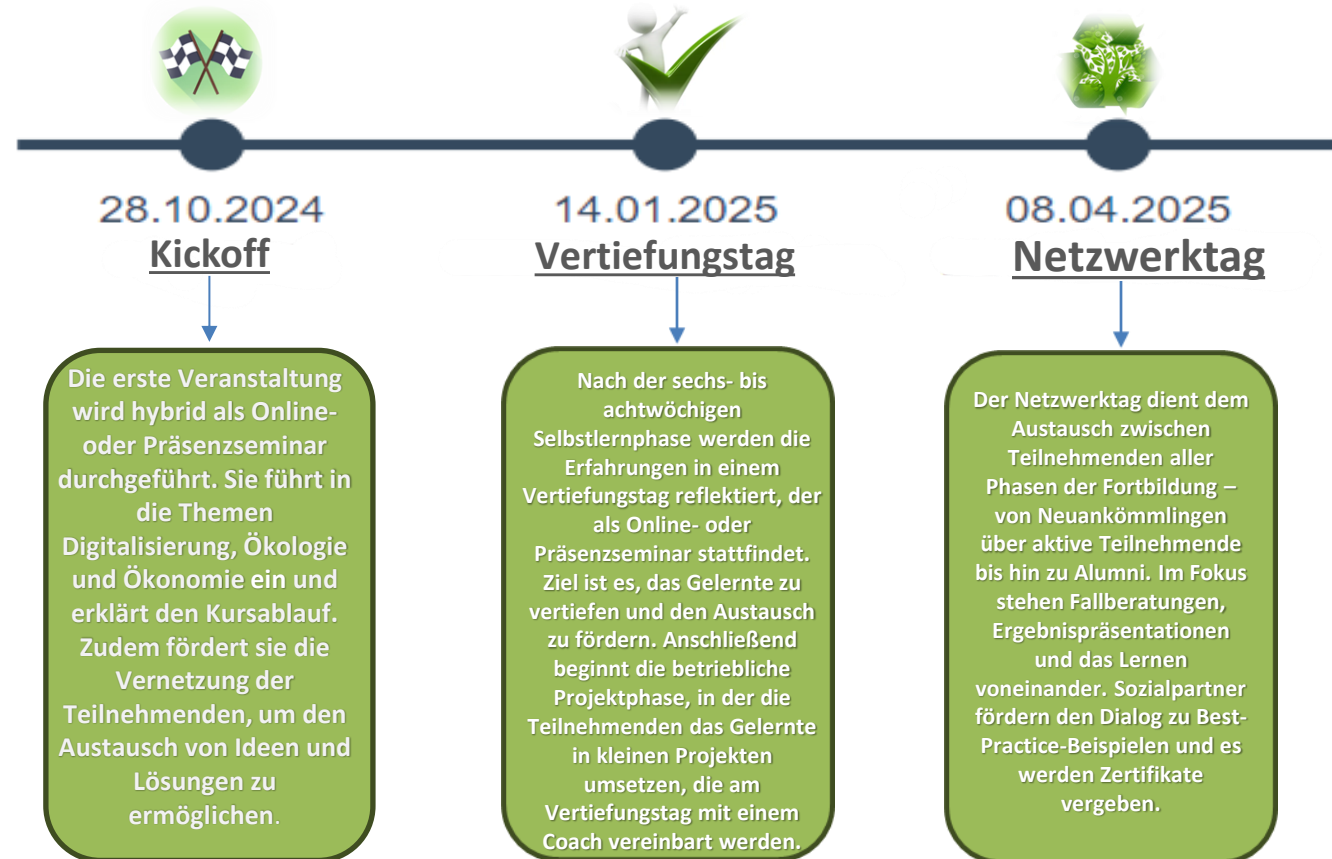 28.10.2024
Kickoff
Die erste Veranstaltung
wird hybrid als Online-
oder Präsenzseminar
durchgeführt. Sie führt in
die Themen
Digitalisierung, Ökologie
und Ökonomie ein und
erklärt den Kursablauf.
Zudem fördert sie die
Vernetzung der
Teilnehmenden, um den
Austausch von Ideen und
Lösungen zu
ermöglichen.
14.01.2025
Vertiefungstag
Nach der sechs- bis
achtwöchigen
Selbstlernphase werden die
Erfahrungen in einem
Vertiefungstag reflektiert, der
als Online- oder
Präsenzseminar stattfindet.
Ziel ist es, das Gelernte zu
vertiefen und den Austausch
zu fördern. Anschließend
beginnt die betriebliche
Projektphase, in der die
Teilnehmenden das Gelernte
in kleinen Projekten
umsetzen, die am
Vertiefungstag mit einem
Coach vereinbart werden.
08.04.2025
Netzwerktag
Der Netzwerktag dient dem
Austausch zwischen
Teilnehmenden aller
Phasen der Fortbildung –
von Neuankömmlingen
über aktive Teilnehmende
bis hin zu Alumni. Im Fokus
stehen Fallberatungen,
Ergebnispräsentationen
und das Lernen
voneinander. Sozialpartner
fördern den Dialog zu Best-
Practice-Beispielen und es
werden Zertifikate
vergeben.